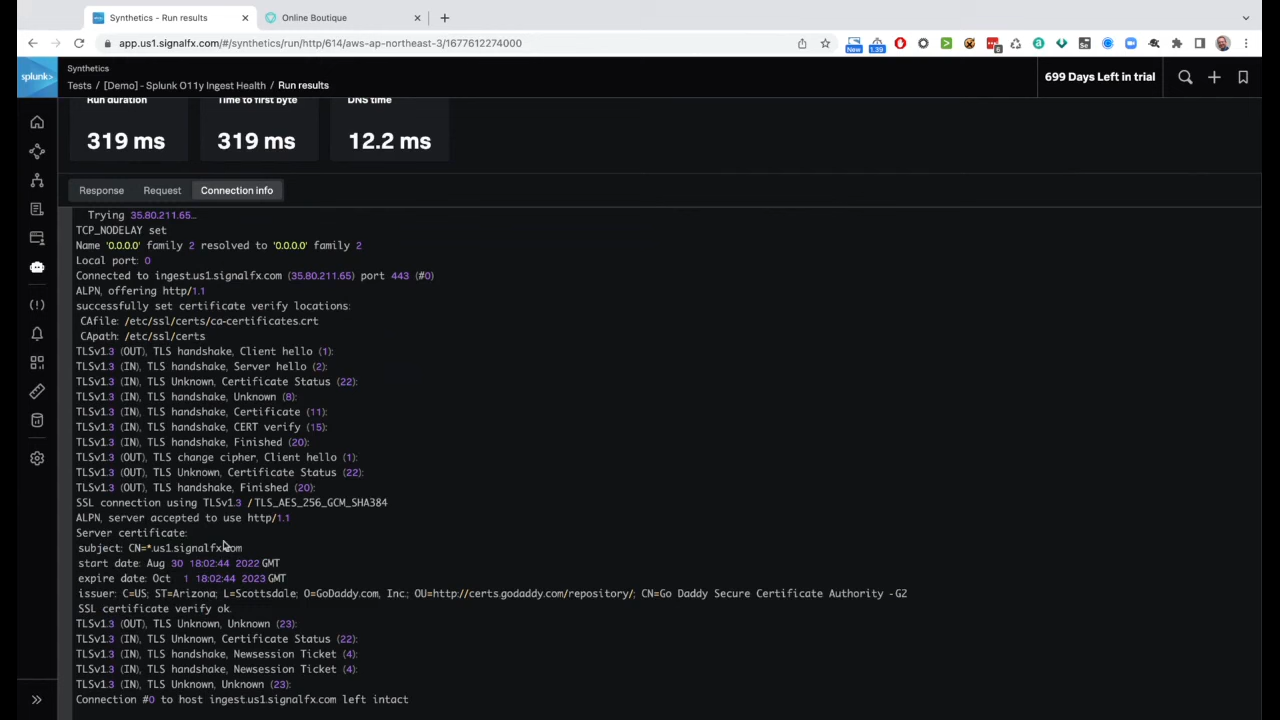 Synthetics - Run results
Online Boutique
app.us1.signalfx.com/#/synthetics/run/http/614/aws-ap-northeast-3/1677612274000
New
1.39
6
Se
splunk>
Synthetics
Tests / [Demo] - Splunk O11y Ingest Health / Run results
699 Days Left in trial
Run duration
Time to first byte
DNS time
319 ms
319 ms
12.2 ms
Response
Request
Connection info
Trying 35.80.211.65...
TCP_NODELAY set
Name '0.0.0.0' family 2 resolved to '0.0.0.0' family 2
Local port: 0
Connected to ingest.us1.signalfx.com (35.80.211.65) port 443 (#0)
ALPN, offering http/1.1
successfully set certificate verify locations:
CAfile: /etc/ssl/certs/ca-certificates.crt
CApath: /etc/ssl/certs
TLSv1.3 (OUT), TLS handshake, Client hello (1):
TLSv1.3 (IN), TLS handshake, Server hello (2):
TLSv1.3 (IN), TLS Unknown, Certificate Status (22):
TLSv1.3 (IN), TLS handshake, Unknown (8):
TLSv1.3 (IN), TLS handshake, Certificate (11):
TLSv1.3 (IN), TLS handshake, CERT verify (15):
TLSv1.3 (IN), TLS handshake, Finished (20):
TLSv1.3 (OUT), TLS change cipher, Client hello (1):
TLSv1.3 (OUT), TLS Unknown, Certificate Status (22):
TLSv1.3 (OUT), TLS handshake, Finished (20):
SSL connection using TLSv1.3 / TLS_AES_256_GCM_SHA384
ALPN, server accepted to use http/1.1
Server certificate:
subject: CN=*.us1.signalfx.com
start date: Aug 30 18:02:44 2022 GMT
expire date: Oct 1 18:02:44 2023 GMT
issuer: C=US; ST=Arizona; L=Scottsdale; O=GoDaddy.com, Inc.; OU=http://certs.godaddy.com/repository/; CN=Go Daddy Secure Certificate Authority - G2
SSL certificate verify ok.
TLSv1.3 (OUT), TLS Unknown, Unknown (23):
TLSv1.3 (IN), TLS Unknown, Certificate Status (22):
TLSv1.3 (IN), TLS handshake, Newsession Ticket (4):
TLSv1.3 (IN), TLS handshake, Newsession Ticket (4):
TLSv1.3 (IN), TLS Unknown, Unknown (23):
Connection #0 to host ingest.us1.signalfx.com left intact